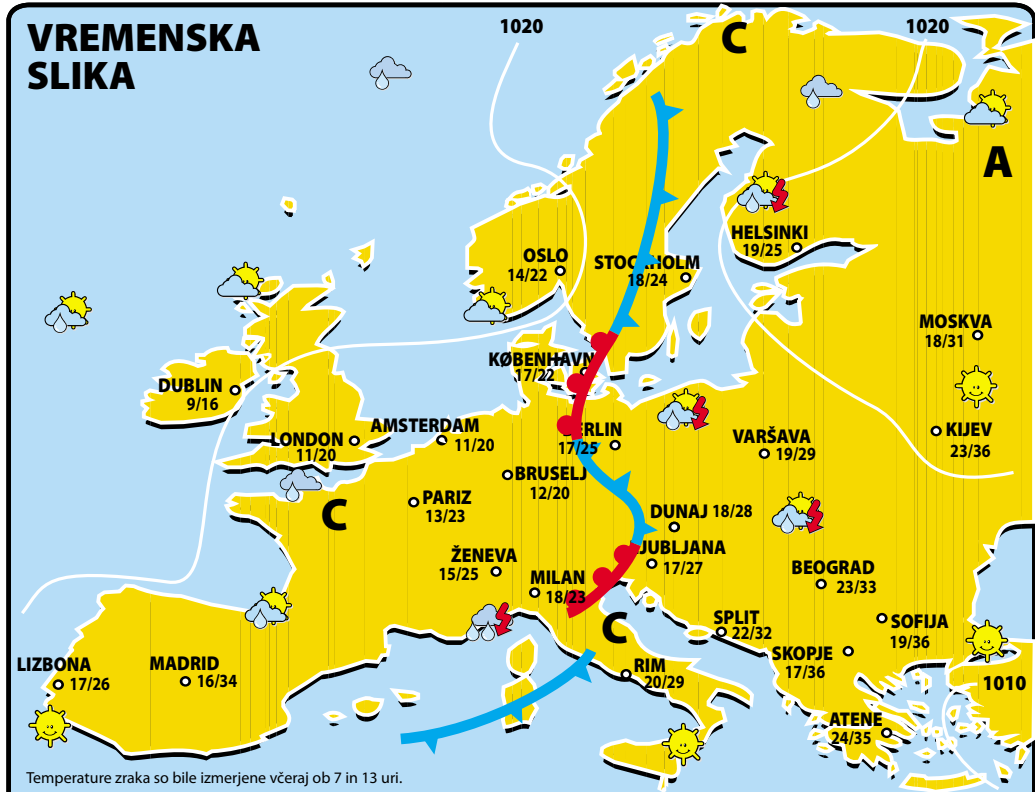 VREMENSKA
SLIKA
1020
1020
C
A
HELSINKI
19/25
OSLO
14/22
STOCKHOLM
18/24
MOSKVA
18/31
KØBENHAVN
17/22
DUBLIN
9/16
AMSTERDAM
11/20
LONDON
11/20
BERLIN
17/25
VARŠAVA
19/29
KIJEV
23/36
BRUSELJ
12/20
PARIZ
13/23
C
DUNAJ 18/28
ŽENEVA
15/25
LJUBLJANA
17/27
MILAN
18/23
BEOGRAD
23/33
C
SPLIT
22/32
SOFIJA
19/36
SKOPJE
17/36
LIZBONA
17/26
MADRID
16/34
RIM
20/29
1010
ATENE
24/35
Temperature zraka so bile izmerjene včeraj ob 7 in 13 uri.